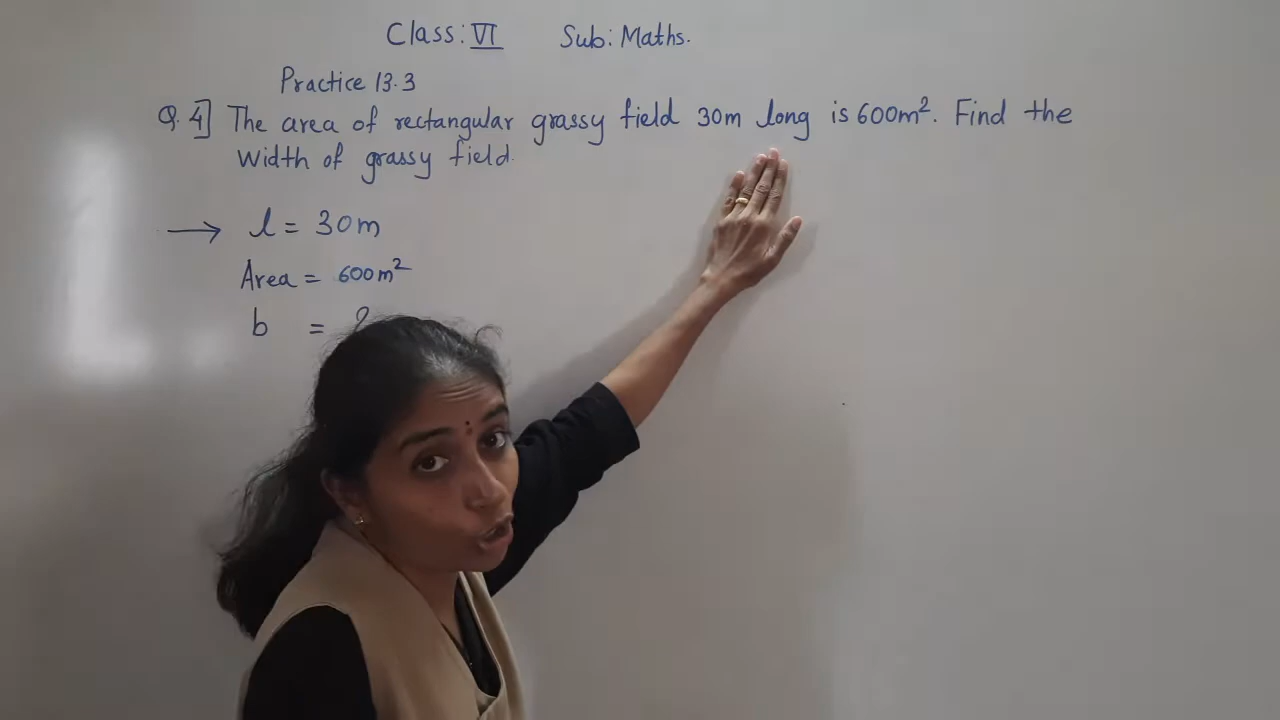 Class: VI Sub: Maths.
Practice 13.3
Q.4] The area of rectangular grassy field 30m long is 600m². Find the
width of grassy field.
→ l = 30m
Area = 600m²
b = ?